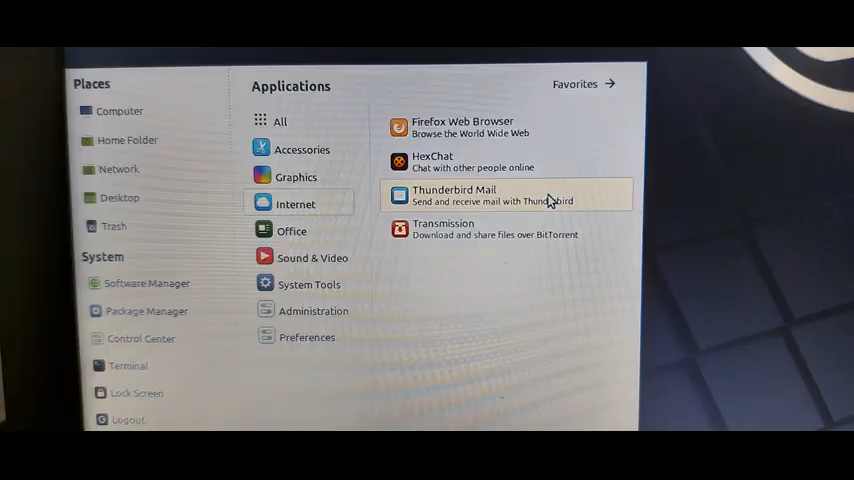 Places
Computer
Home Folder
Network
Desktop
Trash
System
Software Manager
Package Manager
Control Center
Terminal
Lock Screen
Logout
Applications
Favorites
All
Accessories
Graphics
Internet
Office
Sound & Video
System Tools
Administration
Preferences
Firefox Web Browser
Browse the World Wide Web
HexChat
Chat with other people online
Thunderbird Mail
Send and receive mail with Thunderbird
Transmission
Download and share files over BitTorrent